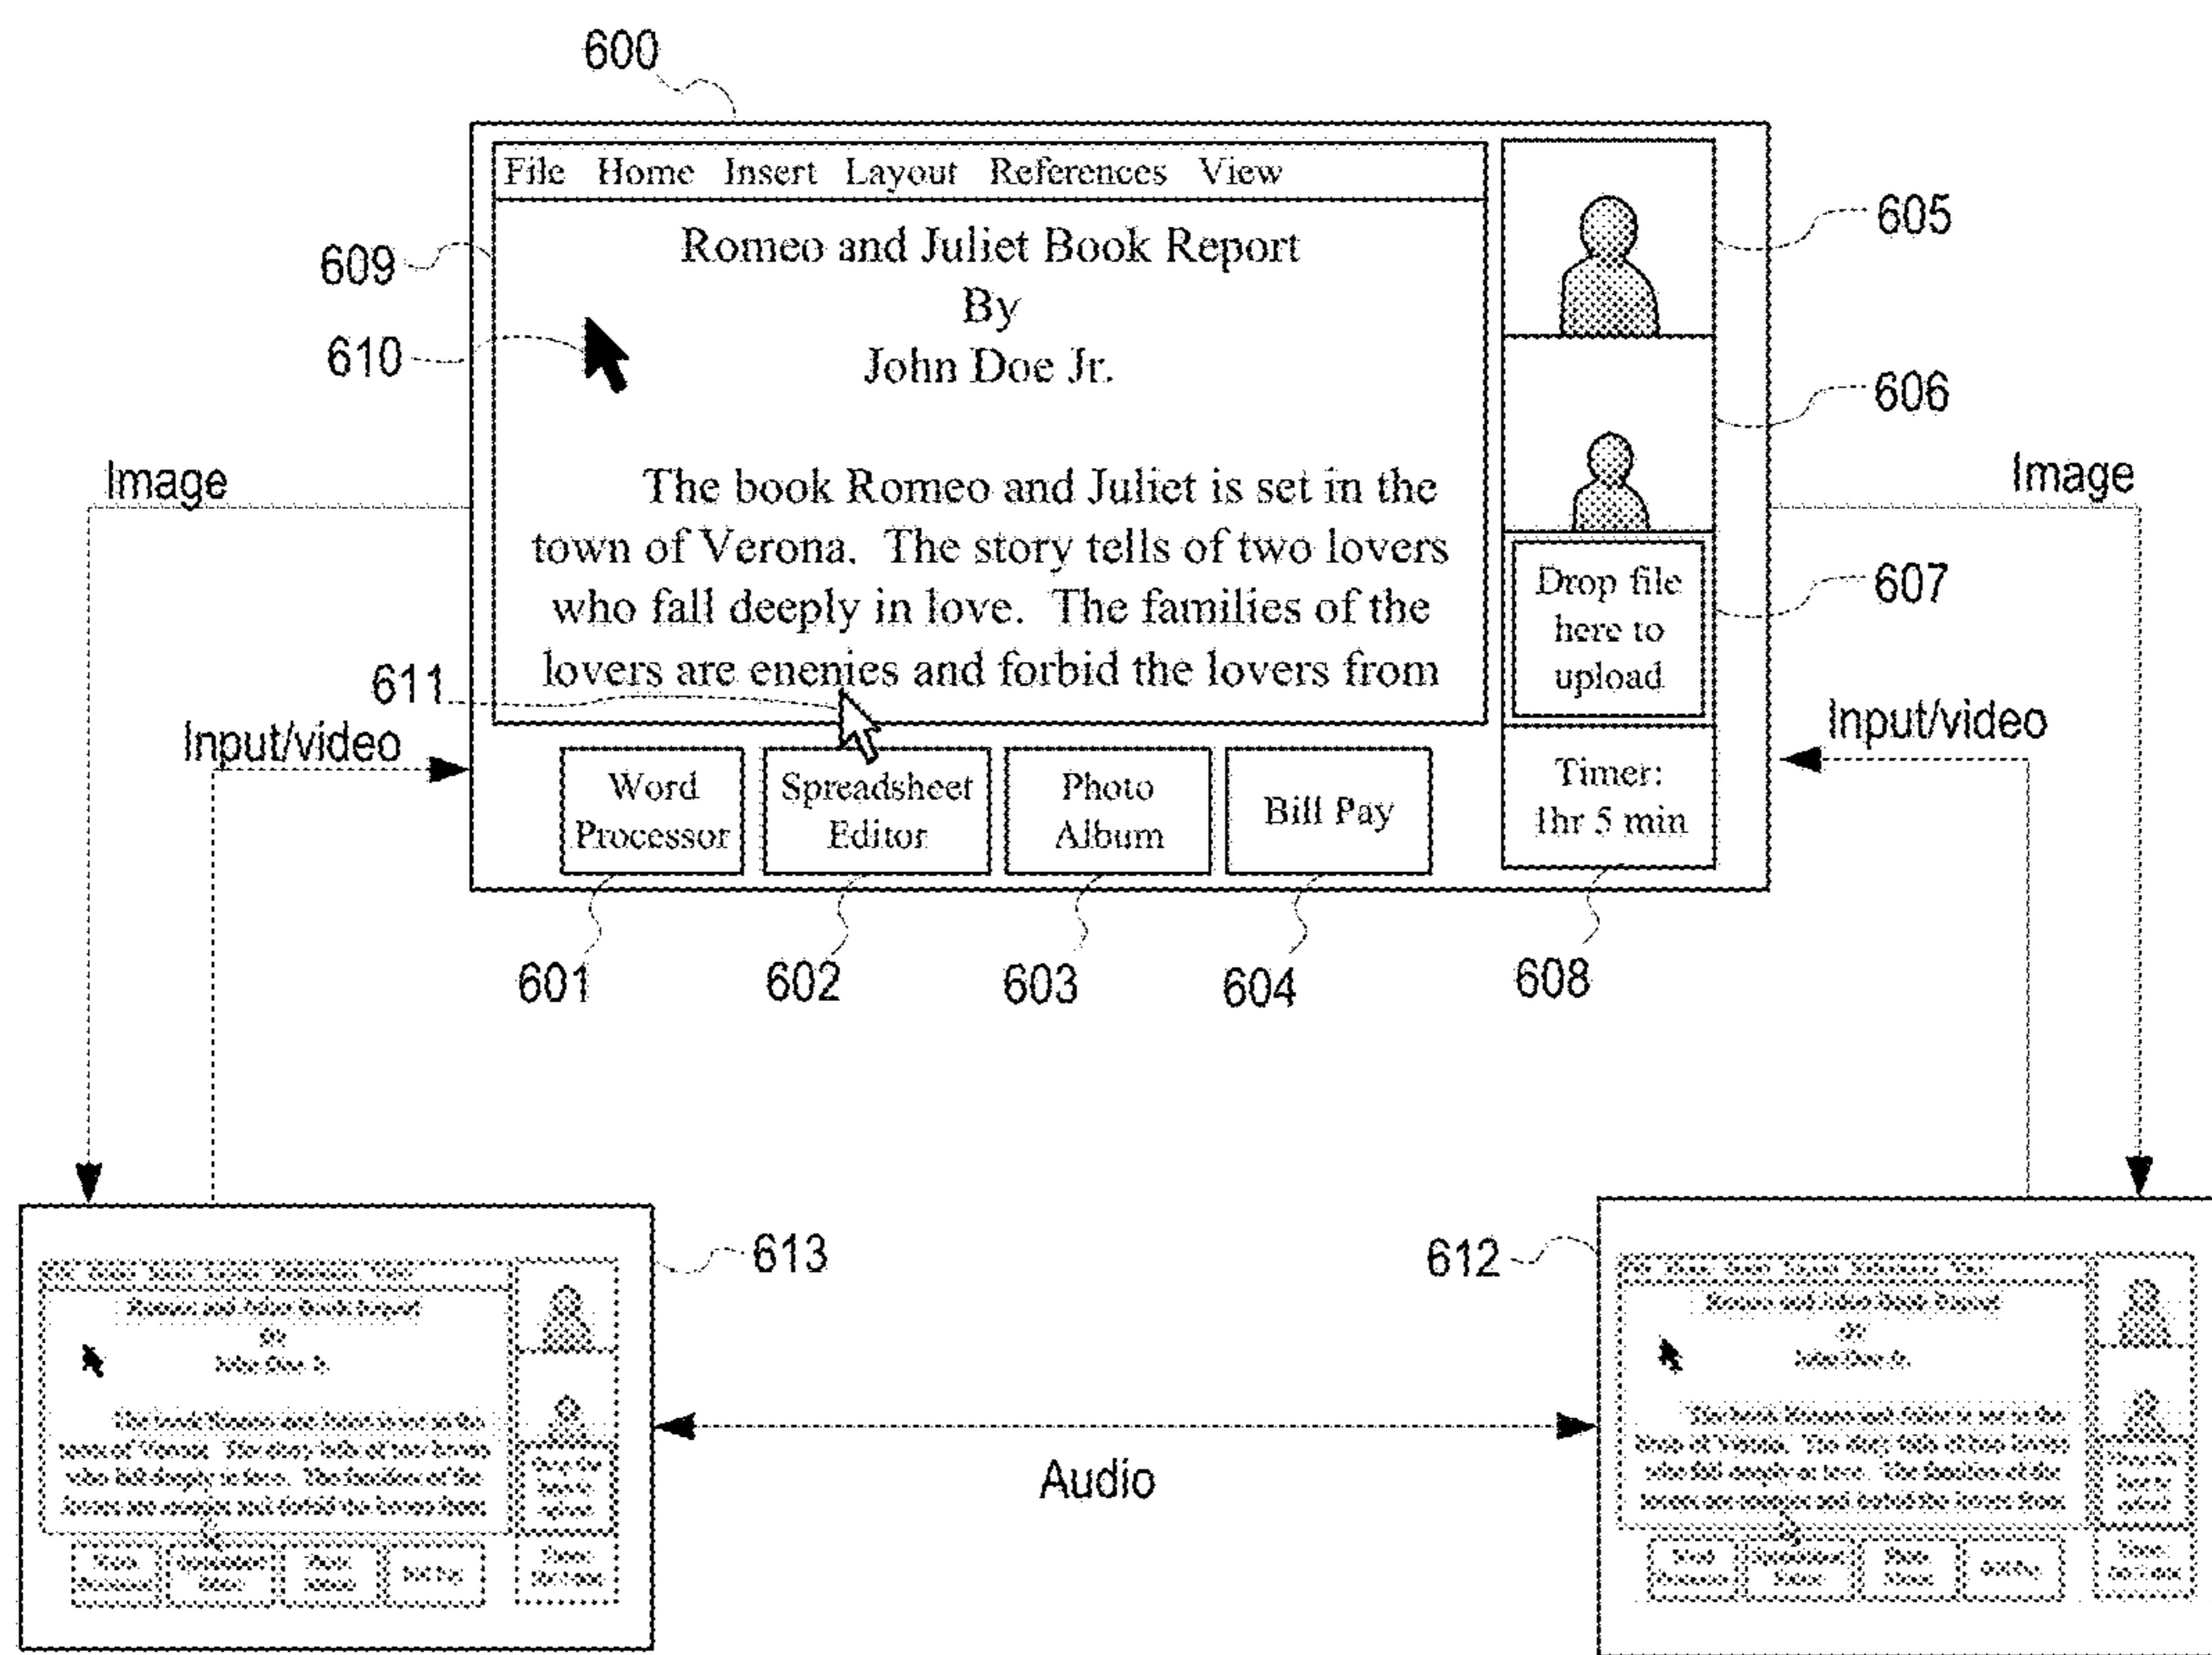 600
File Home Insert Layout References View
Romeo and Juliet Book Report
By
John Doe Jr.
The book Romeo and Juliet is set in the
town of Verona. The story tells of two lovers
who fall deeply in love. The families of the
lovers are enenies and forbid the lovers from
609
610
611
605
606
607
Drop file
here to
upload
Timer:
1hr 5 min
Word
Processor
Spreadsheet
Editor
Photo
Album
Bill Pay
601
602
603
604
608
Image
Input/video
Image
Input/video
613
612
Audio